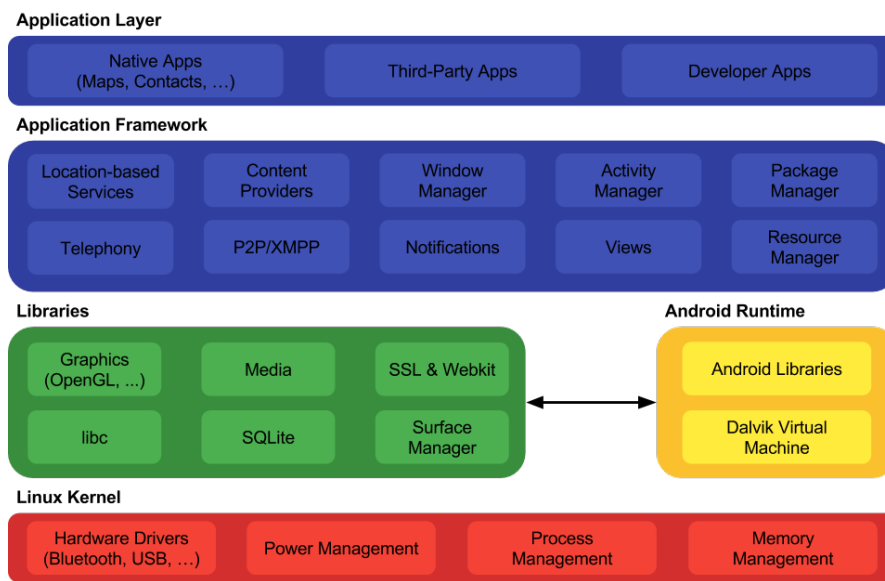 Application Layer
Native Apps
(Maps, Contacts, …)
Third-Party Apps
Developer Apps
Application Framework
Location-based
Services
Content
Providers
Window
Manager
Activity
Manager
Package
Manager
Telephony
P2P/XMPP
Notifications
Views
Resource
Manager
Libraries
Graphics
(OpenGL, ...)
Media
SSL & Webkit
libc
SQLite
Surface
Manager
Android Runtime
Android Libraries
Dalvik Virtual
Machine
Linux Kernel
Hardware Drivers
(Bluetooth, USB, …)
Power Management
Process
Management
Memory
Management